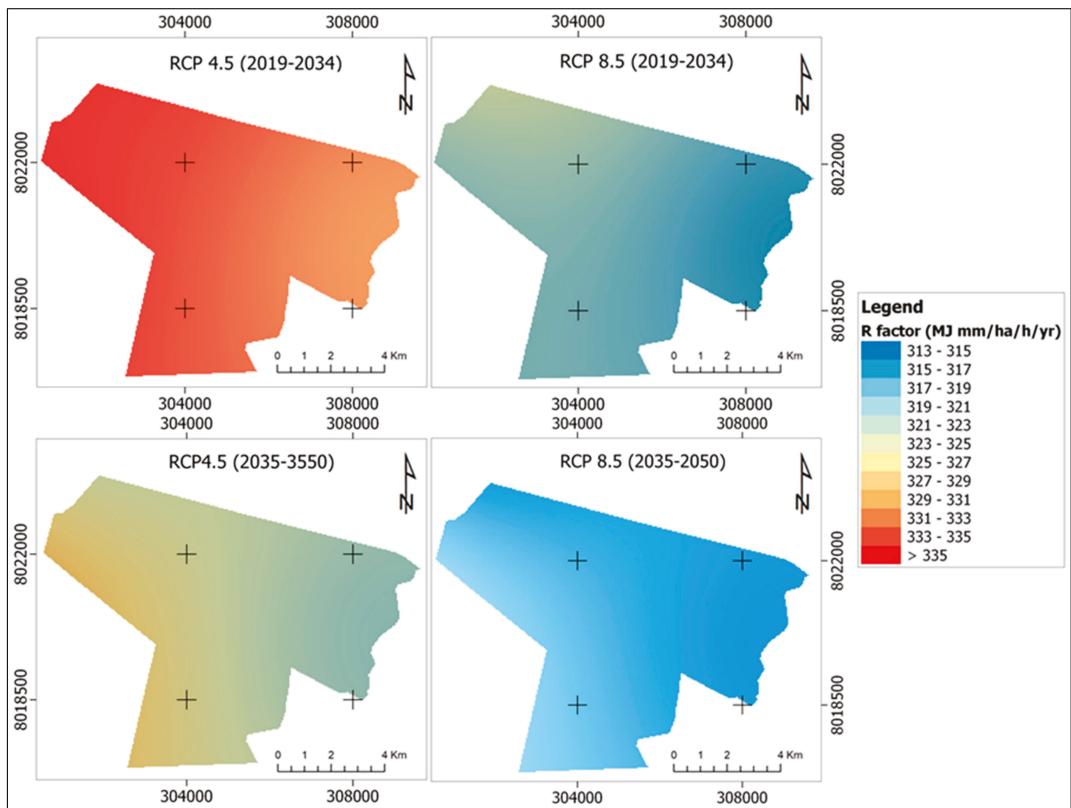 304000 308000 304000 308000
RCP 4.5 (2019-2034)
N
8022000
8018500
0 1 2 4 Km
RCP 8.5 (2019-2034)
N
8022000
8018500
0 1 2 4 Km
304000 308000 304000 308000
RCP4.5 (2035-3550)
N
8022000
8018500
0 1 2 4 Km
RCP 8.5 (2035-2050)
N
8022000
8018500
0 1 2 4 Km
304000 308000 304000 308000
Legend
R factor (MJ mm/ha/h/yr)
313 - 315
315 - 317
317 - 319
319 - 321
321 - 323
323 - 325
325 - 327
327 - 329
329 - 331
331 - 333
333 - 335
> 335